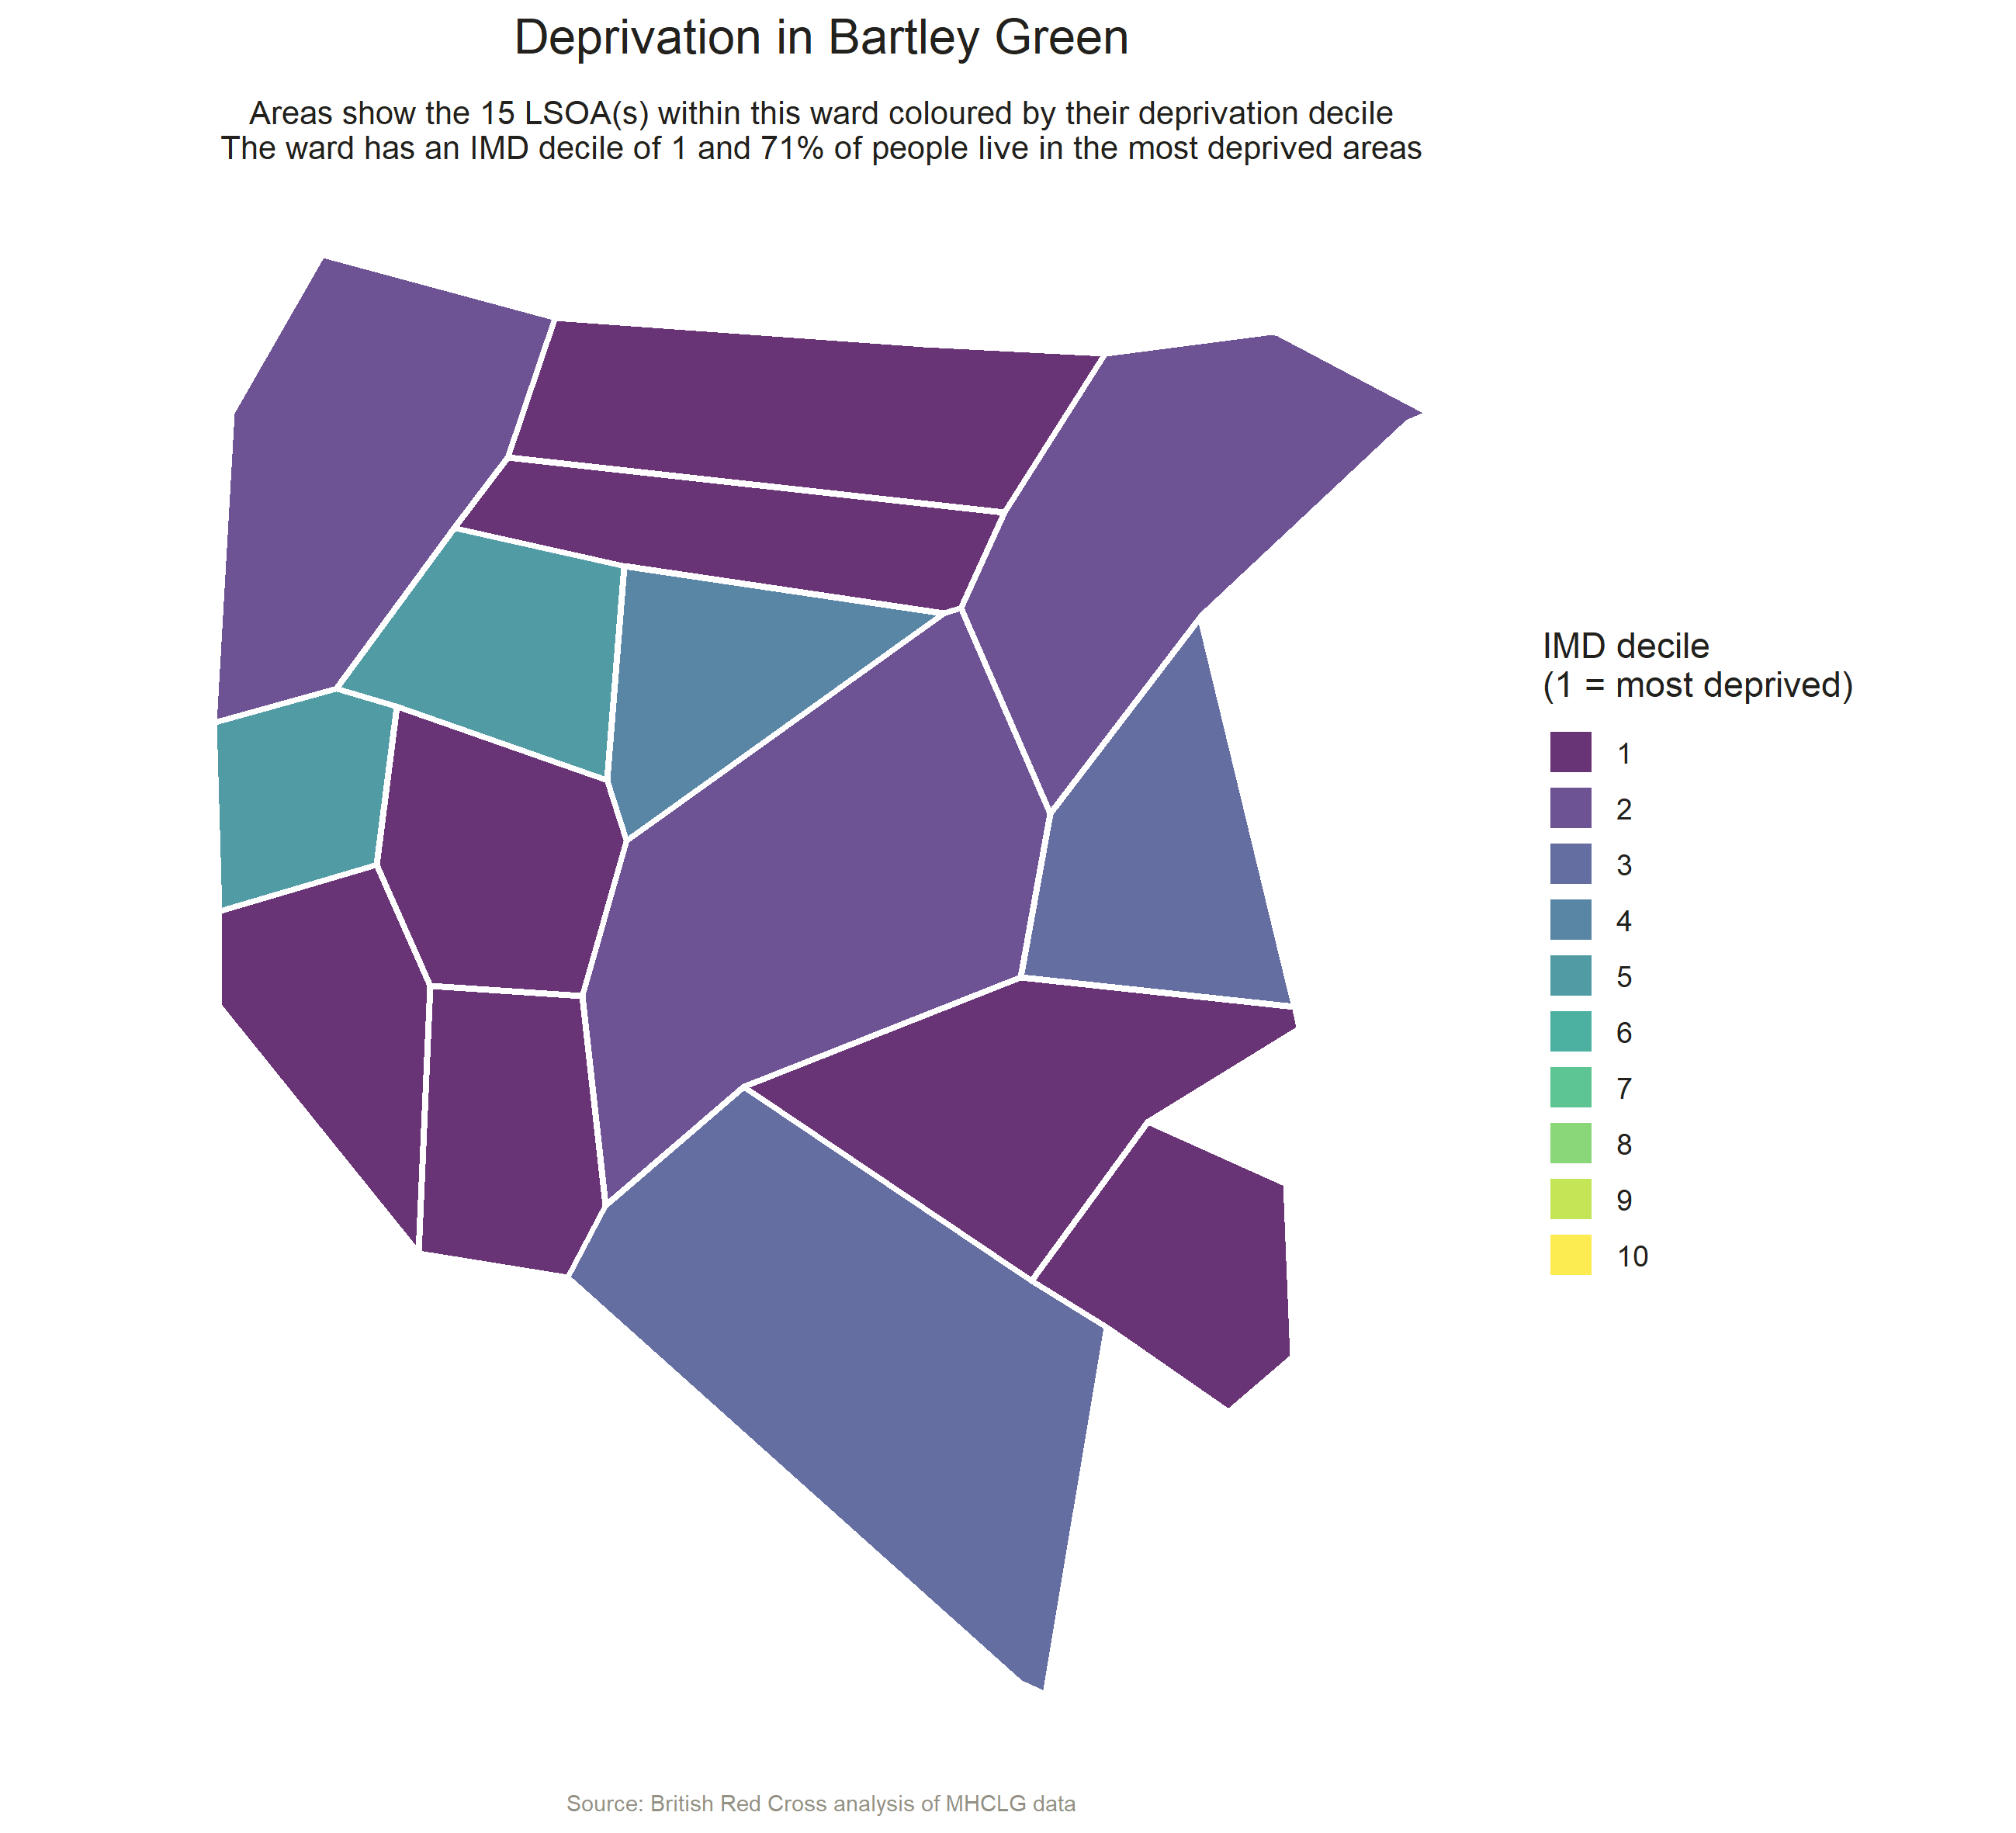 Deprivation in Bartley Green
Areas show the 15 LSOA(s) within this ward coloured by their deprivation decile
The ward has an IMD decile of 1 and 71% of people live in the most deprived areas
IMD decile
(1 = most deprived)
1
2
3
4
5
6
7
8
9
10
Source: British Red Cross analysis of MHCLG data